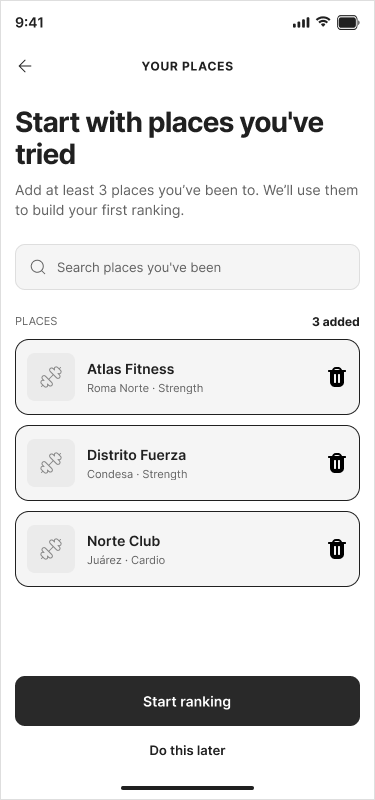 9:41
YOUR PLACES
Start with places you've
tried
Add at least 3 places you’ve been to. We’ll use them
to build your first ranking.
Search places you've been
PLACES
3 added
Atlas Fitness
Roma Norte · Strength
Distrito Fuerza
Condesa · Strength
Norte Club
Juárez · Cardio
Start ranking
Do this later